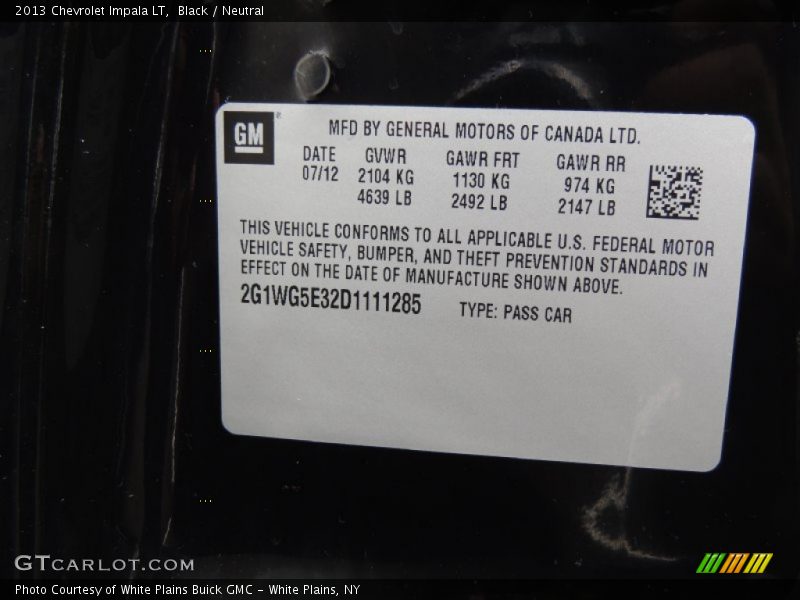 2013 Chevrolet Impala LT, Black / Neutral
GM
MFD BY GENERAL MOTORS OF CANADA LTD.
DATE GVWR GAWR FRT GAWR RR
07/12 2104 KG 1130 KG 974 KG
4639 LB 2492 LB 2147 LB
THIS VEHICLE CONFORMS TO ALL APPLICABLE U.S. FEDERAL MOTOR
VEHICLE SAFETY, BUMPER, AND THEFT PREVENTION STANDARDS IN
EFFECT ON THE DATE OF MANUFACTURE SHOWN ABOVE.
2G1WG5E32D1111285 TYPE: PASS CAR
GTCARLOT.COM
Photo Courtesy of White Plains Buick GMC – White Plains, NY